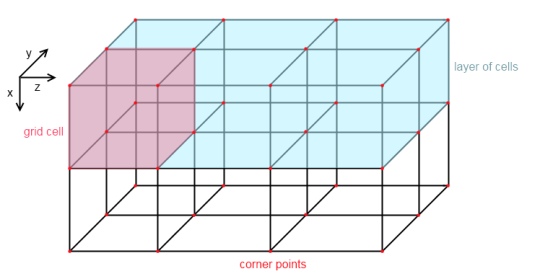 y
x
z
layer of cells
grid cell
corner points